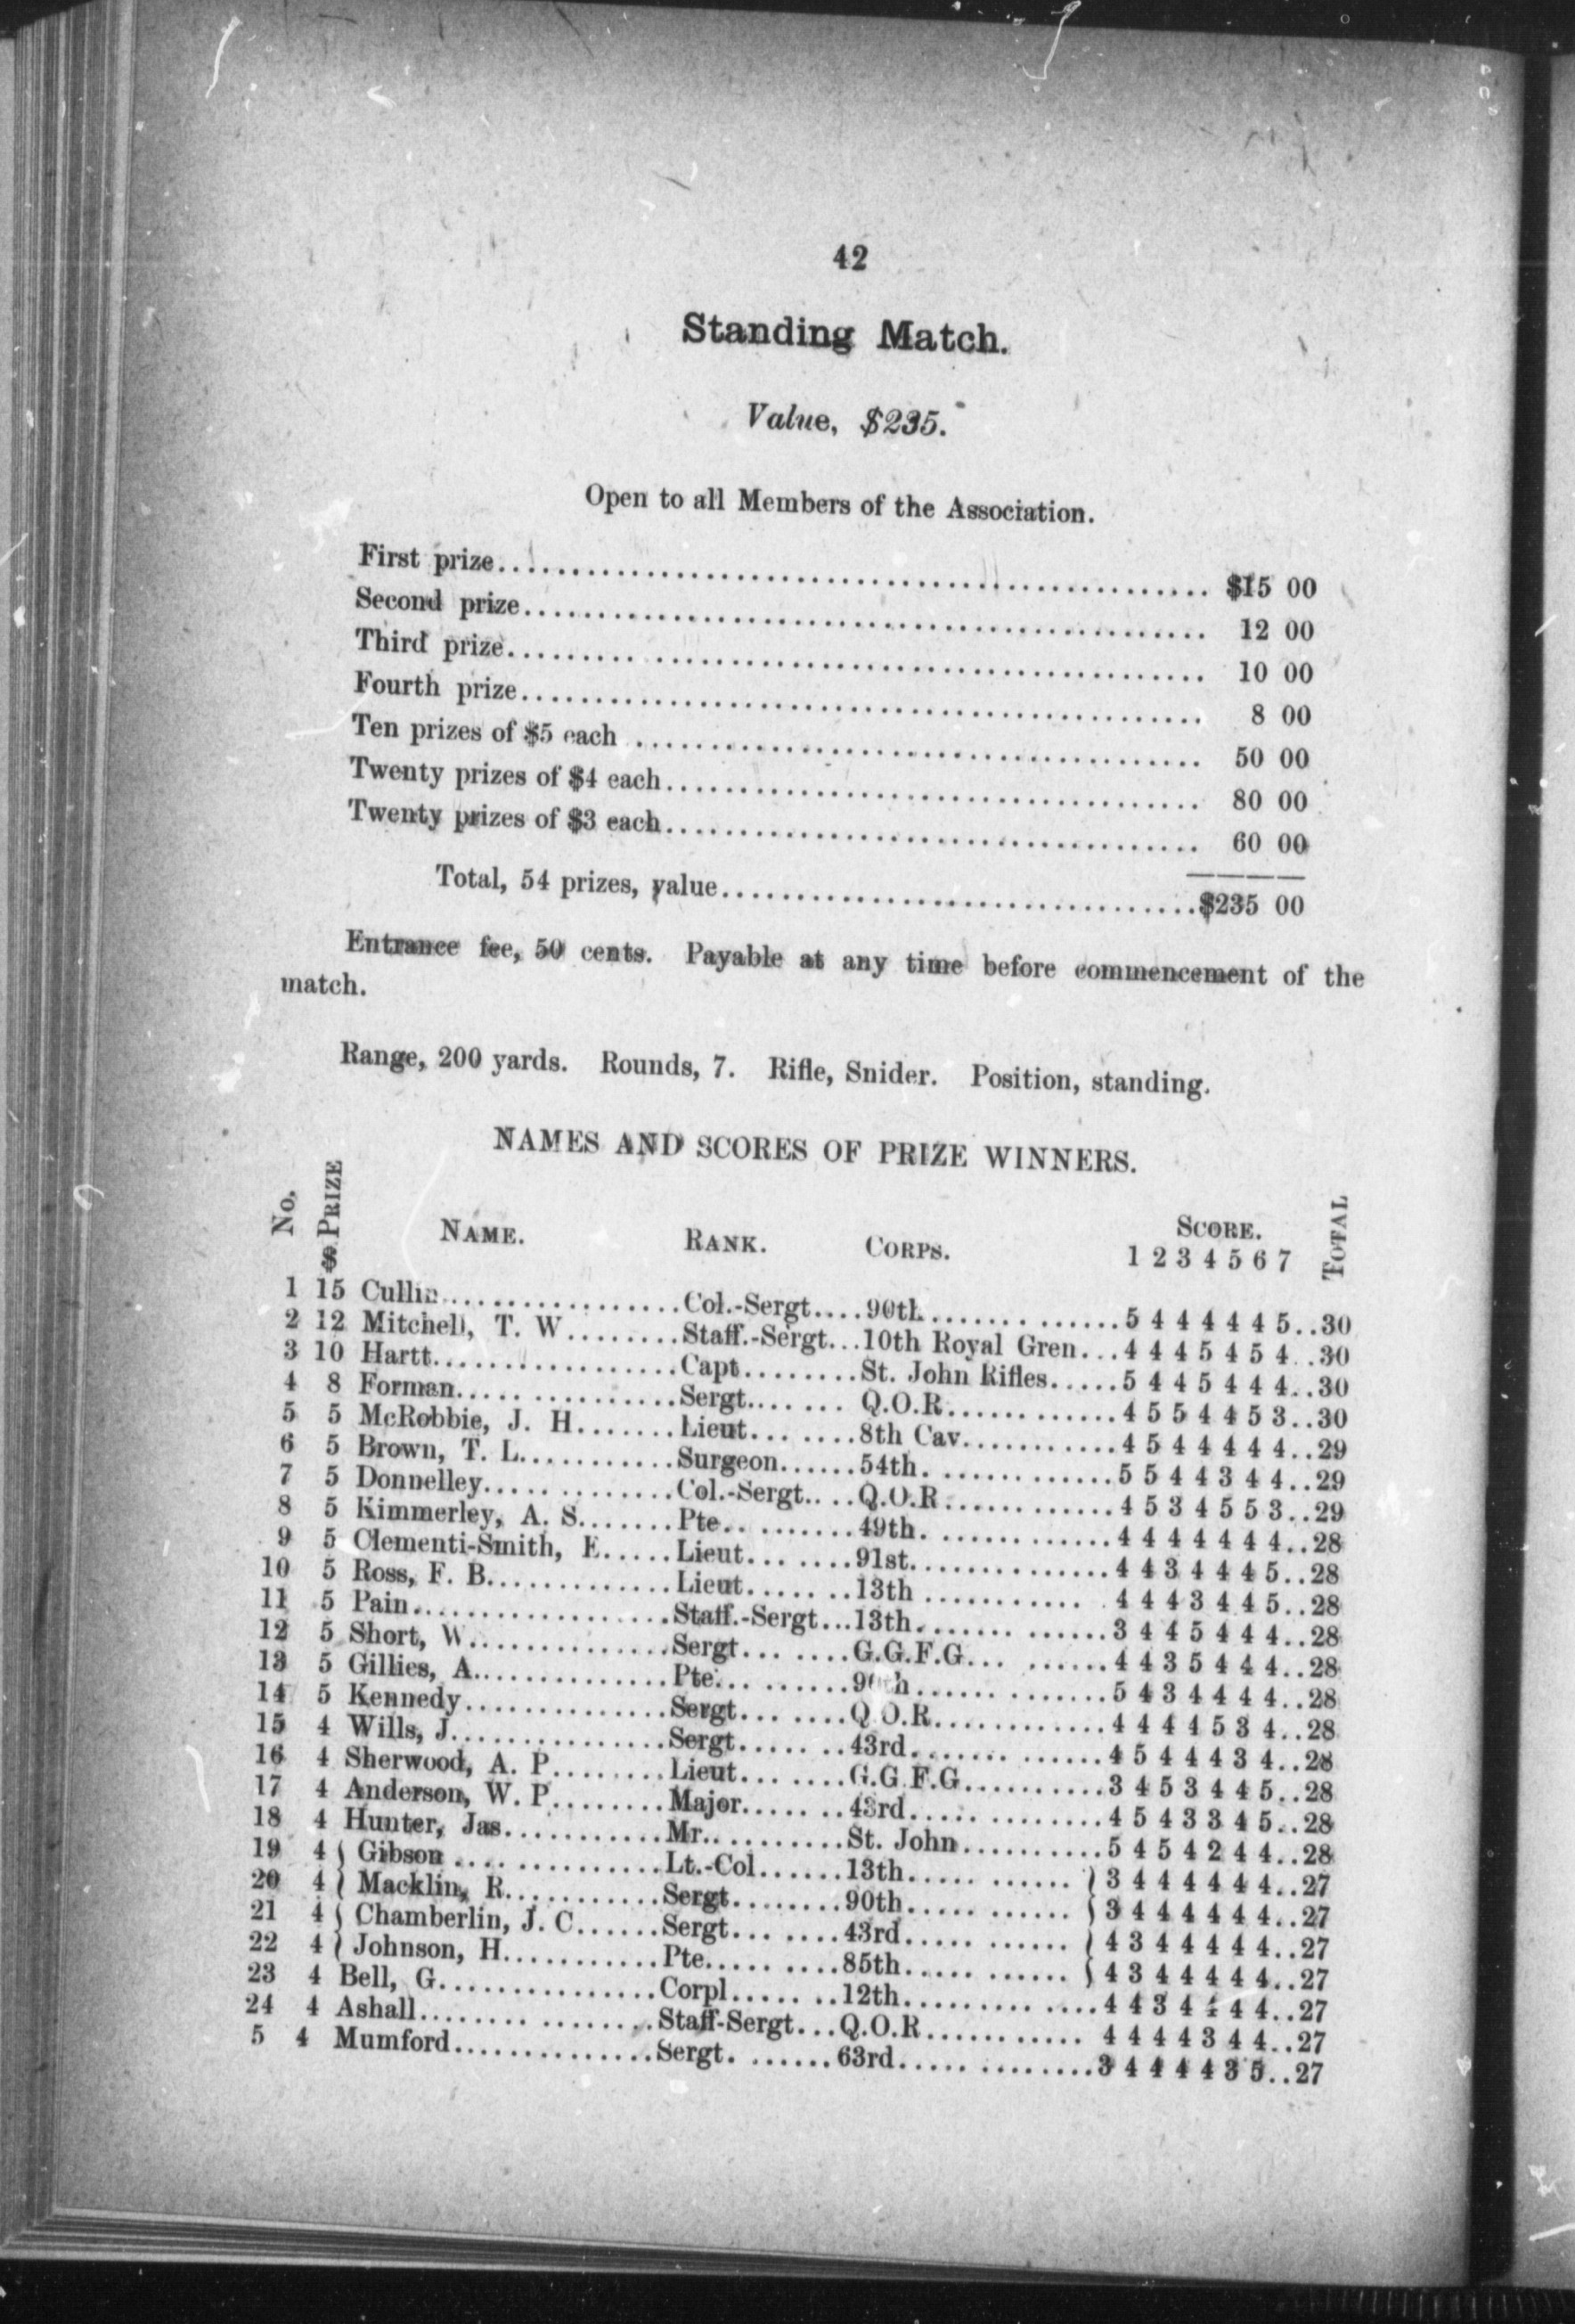 42
Standing Match.
Value, $235.
Open to all Members of the Association.
First prize.................................................. $15 00
Second prize.................................................. 12 00
Third prize.................................................. 10 00
Fourth prize.................................................. 8 00
Ten prizes of $5 each .................................................. 50 00
Twenty prizes of $4 each.................................................. 80 00
Twenty prizes of $3 each.................................................. 60 00
Total, 54 prizes, value..................................................$235 00
Entrance fee, 50 cents. Payable at any time before commencement of the
match.
Range, 200 yards. Rounds, 7. Rifle, Snider. Position, standing.
NAMES AND SCORES OF PRIZE WINNERS.
No. $ PRIZE NAME. RANK. CORPS. SCORE. TOTAL
1 2 3 4 5 6 7
1 15 Cullin..................Col.-Sergt....90th..................5 4 4 4 4 4 5..30
2 12 Mitchell, T. W........Staff.-Sergt...10th Royal Gren...4 4 4 5 4 5 4..30
3 10 Hartt..................Capt........St. John Rifles.....5 4 4 5 4 4 4..30
4 8 Forman..................Sergt....... Q.O.R............4 5 5 4 4 5 3..30
5 5 McRobbie, J. H.......Lieut........8th Cav............4 5 4 4 4 4 4..29
6 5 Brown, T. L...........Surgeon......54th. ............5 5 4 4 3 4 4..29
7 5 Donnelley..............Col.-Sergt....Q.O.R............4 5 3 4 5 5 3..29
8 5 Kimmerley, A. S.......Pte..........49th. ............4 4 4 4 4 4 4..28
9 5 Clementi-Smith, E.....Lieut........91st...............4 4 3 4 4 4 5..28
10 5 Ross, F. B.............Lieut.......13th ........... 4 4 4 3 4 4 5..28
11 5 Pain..................Staff.-Sergt...13th..............3 4 4 5 4 4 4..28
12 5 Short, W..............Sergt........G.G.F.G... ......4 4 3 5 4 4 4..28
13 5 Gillies, A..............Pte..........90th..............5 4 3 4 4 4 4..28
14 5 Kennedy...............Sergt........Q.O.R.............4 4 4 4 5 3 4..28
15 4 Wills, J................Sergt.......43rd..............4 5 4 4 4 3 4..28
16 4 Sherwood, A. P........Lieut........G.G.F.G..........3 4 5 3 4 4 5..28
17 4 Anderson, W. P........Major.......43rd..............4 5 4 3 3 4 5..28
18 4 Hunter, Jas............Mr...........St. John..........5 4 5 4 2 4 4..28
19 4 { Gibson ................Lt.-Col......13th........... } 3 4 4 4 4 4 4..27
20 4 { Macklin, R...........Sergt........90th........... } 3 4 4 4 4 4 4..27
21 4 { Chamberlin, J. C......Sergt........43rd........... } 4 3 4 4 4 4 4..27
22 4 { Johnson, H............Pte..........85th........... } 4 3 4 4 4 4 4..27
23 4 Bell, G................Corpl.......12th..............4 4 3 4 4 4 4..27
24 4 Ashall.................Staff-Sergt...Q.O.R........... 4 4 4 4 3 4 4..27
5 4 Mumford...............Sergt. .......63rd..............3 4 4 4 4 3 5..27